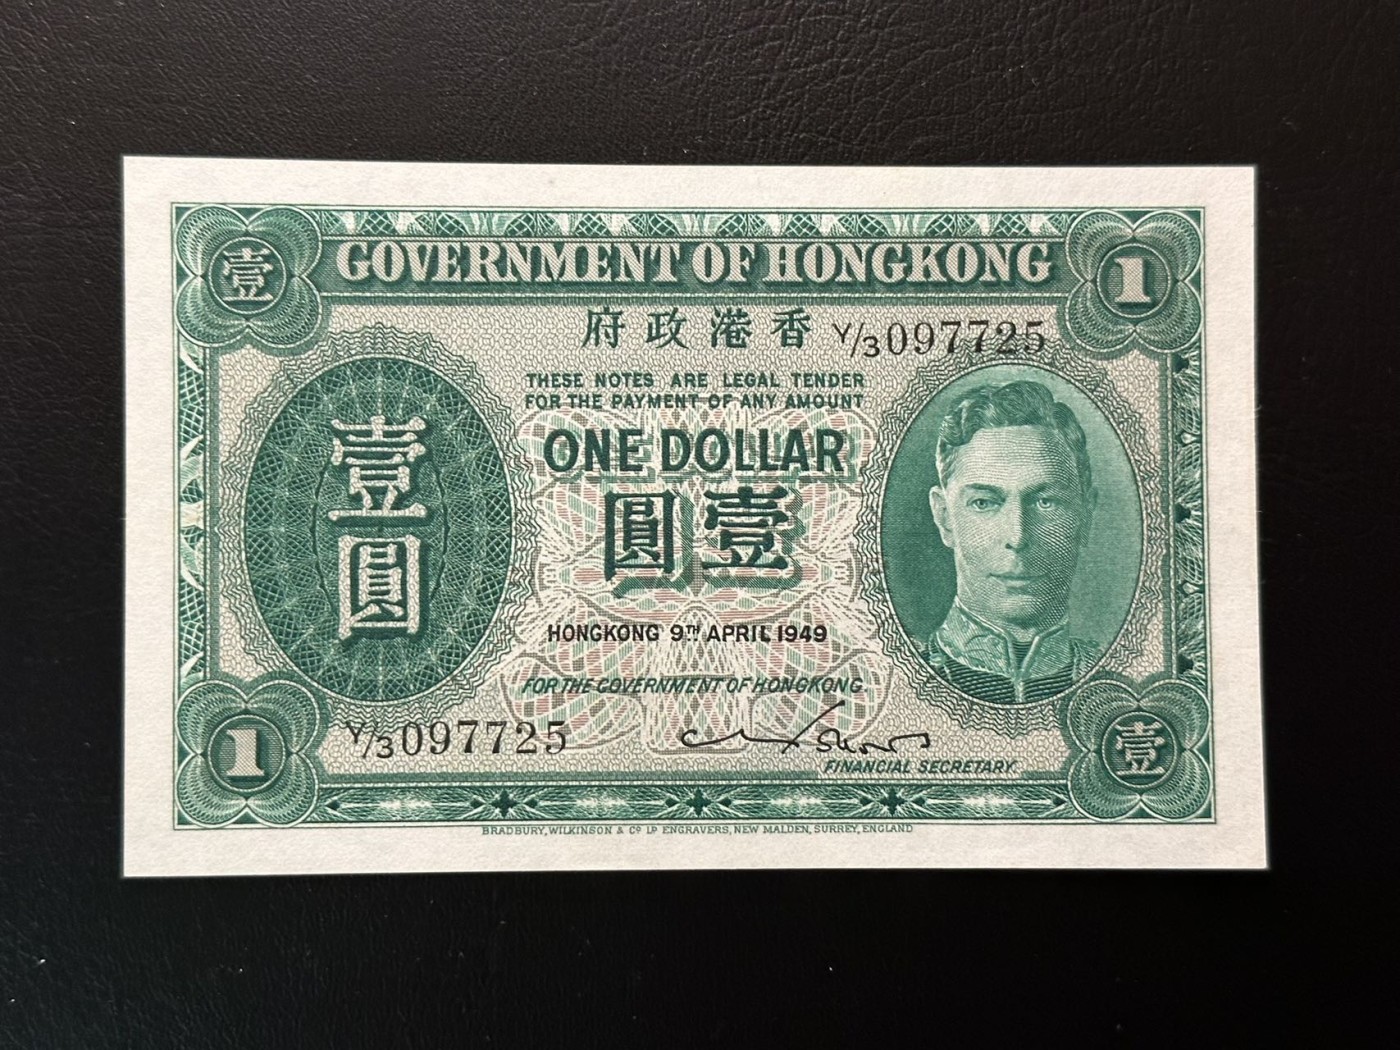 壹
GOVERNMENT OF HONGKONG
1
府政港香
Y/3 097725
THESE NOTES ARE LEGAL TENDER
FOR THE PAYMENT OF ANY AMOUNT
ONE DOLLAR
圓壹
壹
圓
HONGKONG 9TH APRIL 1949
FOR THE GOVERNMENT OF HONGKONG
Y/3 097725
FINANCIAL SECRETARY
1
壹
BRADBURY, WILKINSON & Co LD ENGRAVERS, NEW MALDEN, SURREY, ENGLAND